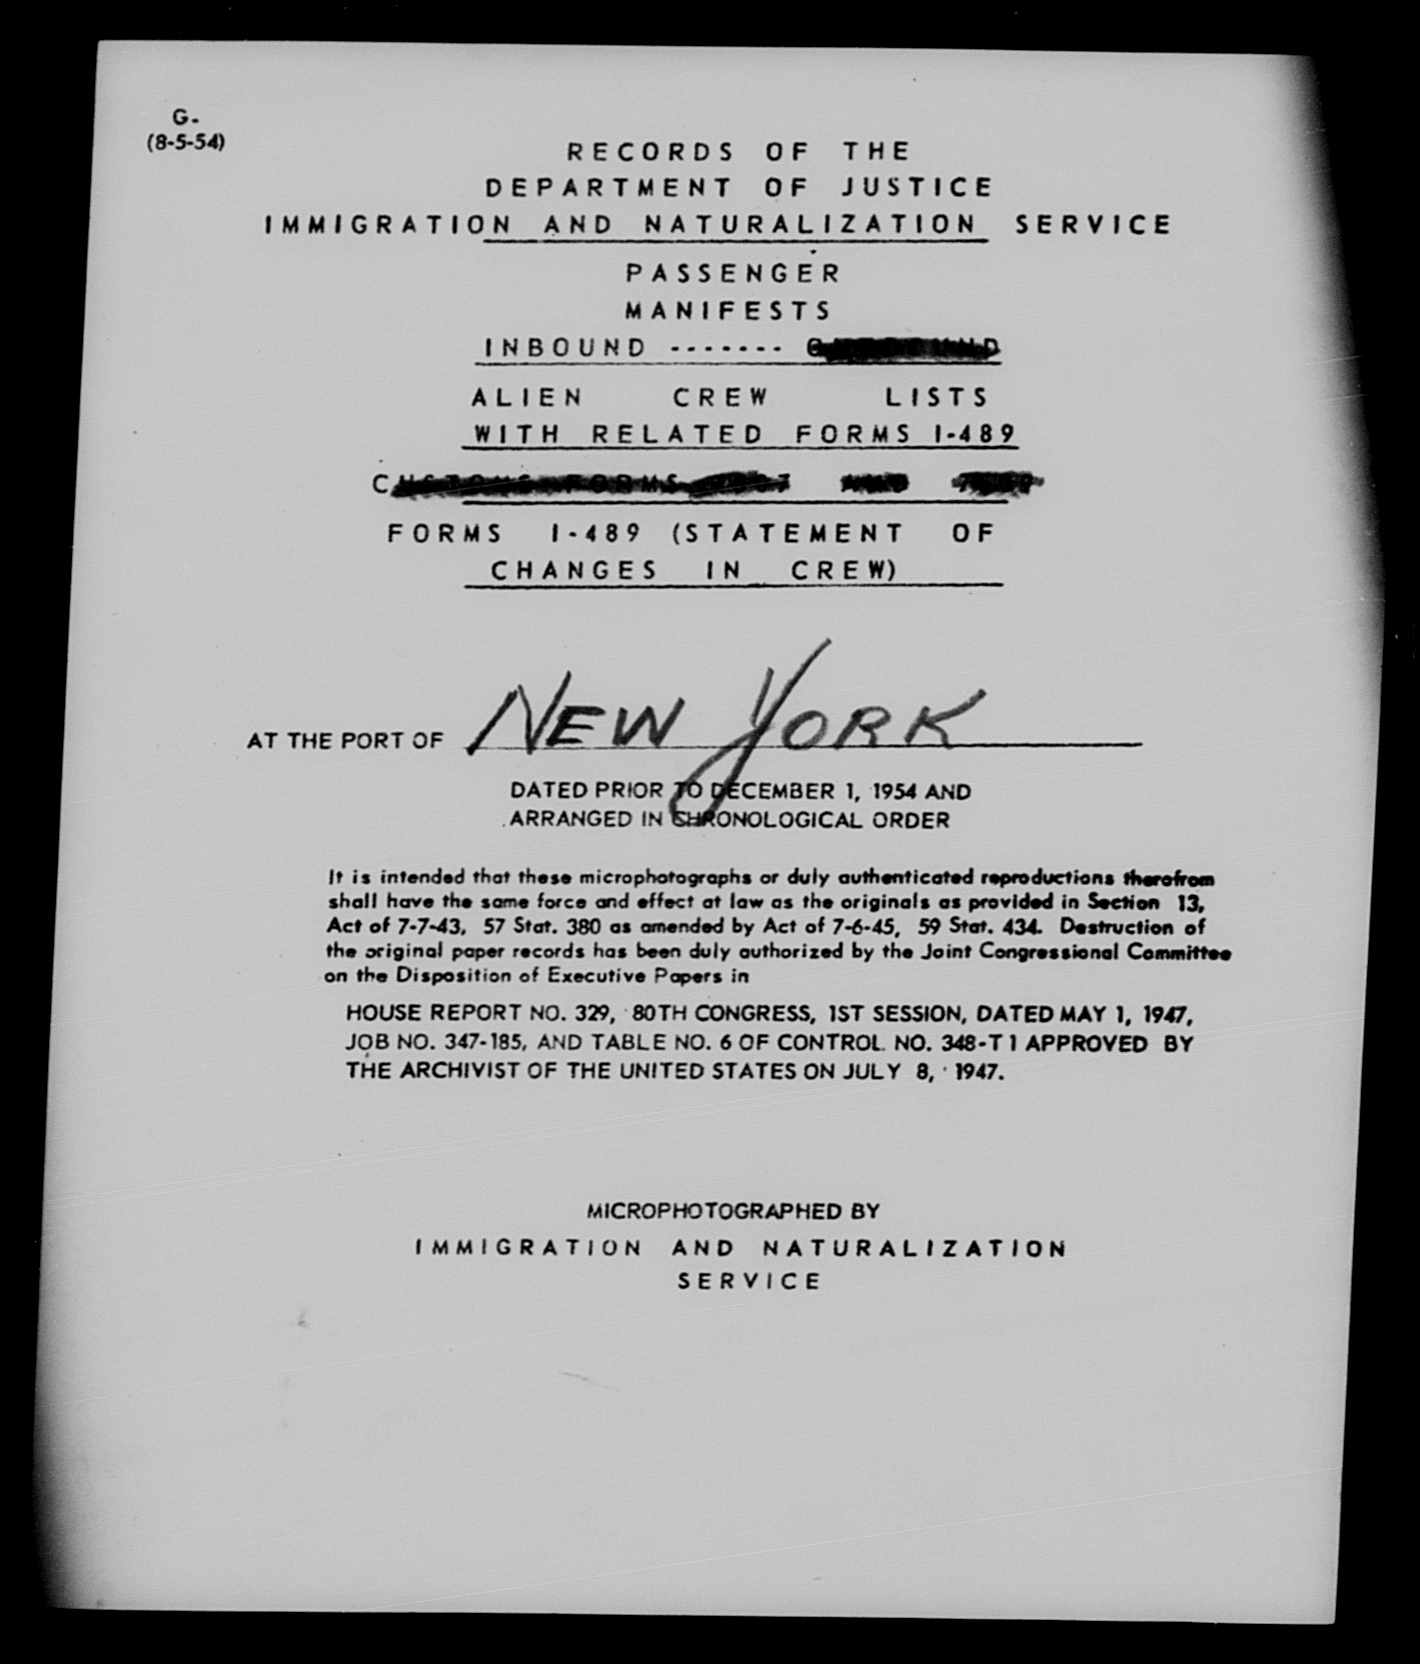 G.
(8-5-54)
RECORDS OF THE
DEPARTMENT OF JUSTICE
IMMIGRATION AND NATURALIZATION SERVICE
PASSENGER
MANIFESTS
INBOUND -------
ALIEN CREW LISTS
WITH RELATED FORMS I-489
FORMS I-489 (STATEMENT OF
CHANGES IN CREW)
AT THE PORT OF NEW YORK
DATED PRIOR TO DECEMBER 1, 1954 AND
ARRANGED IN CHRONOLOGICAL ORDER
It is intended that these microphotographs or duly authenticated reproductions therefrom
shall have the same force and effect at law as the originals as provided in Section 13,
Act of 7-7-43, 57 Stat. 380 as amended by Act of 7-6-45, 59 Stat. 434. Destruction of
the original paper records has been duly authorized by the Joint Congressional Committee
on the Disposition of Executive Papers in
HOUSE REPORT NO. 329, 80TH CONGRESS, 1ST SESSION, DATED MAY 1, 1947,
JOB NO. 347-185, AND TABLE NO. 6 OF CONTROL NO. 348-T1 APPROVED BY
THE ARCHIVIST OF THE UNITED STATES ON JULY 8, 1947.
MICROPHOTOGRAPHED BY
IMMIGRATION AND NATURALIZATION
SERVICE